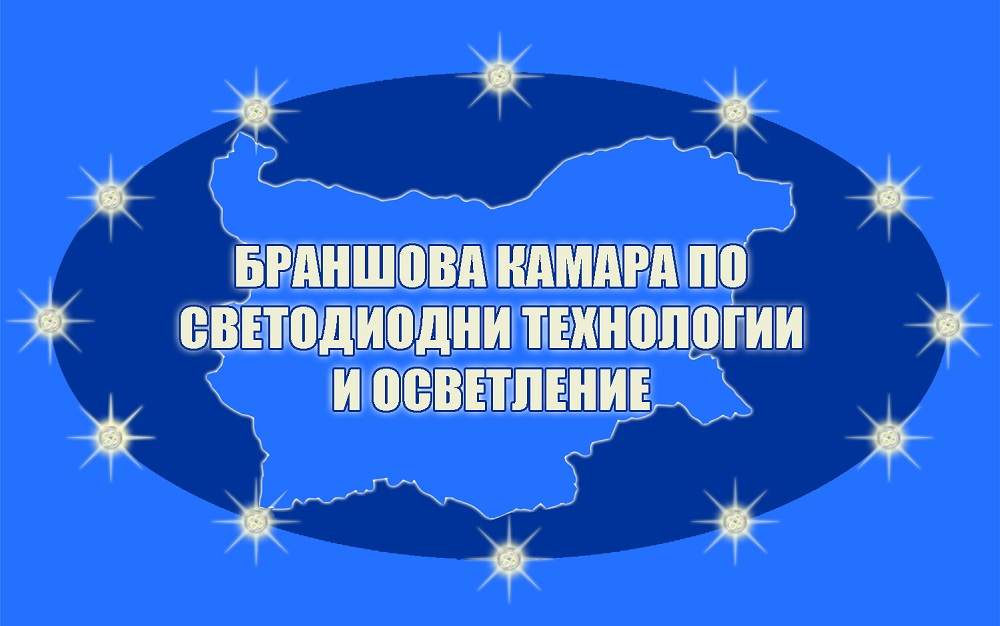 БРАНШОВА КАМАРА ПО
СВЕТОДИОДНИ ТЕХНОЛОГИИ
И ОСВЕТЛЕНИЕ